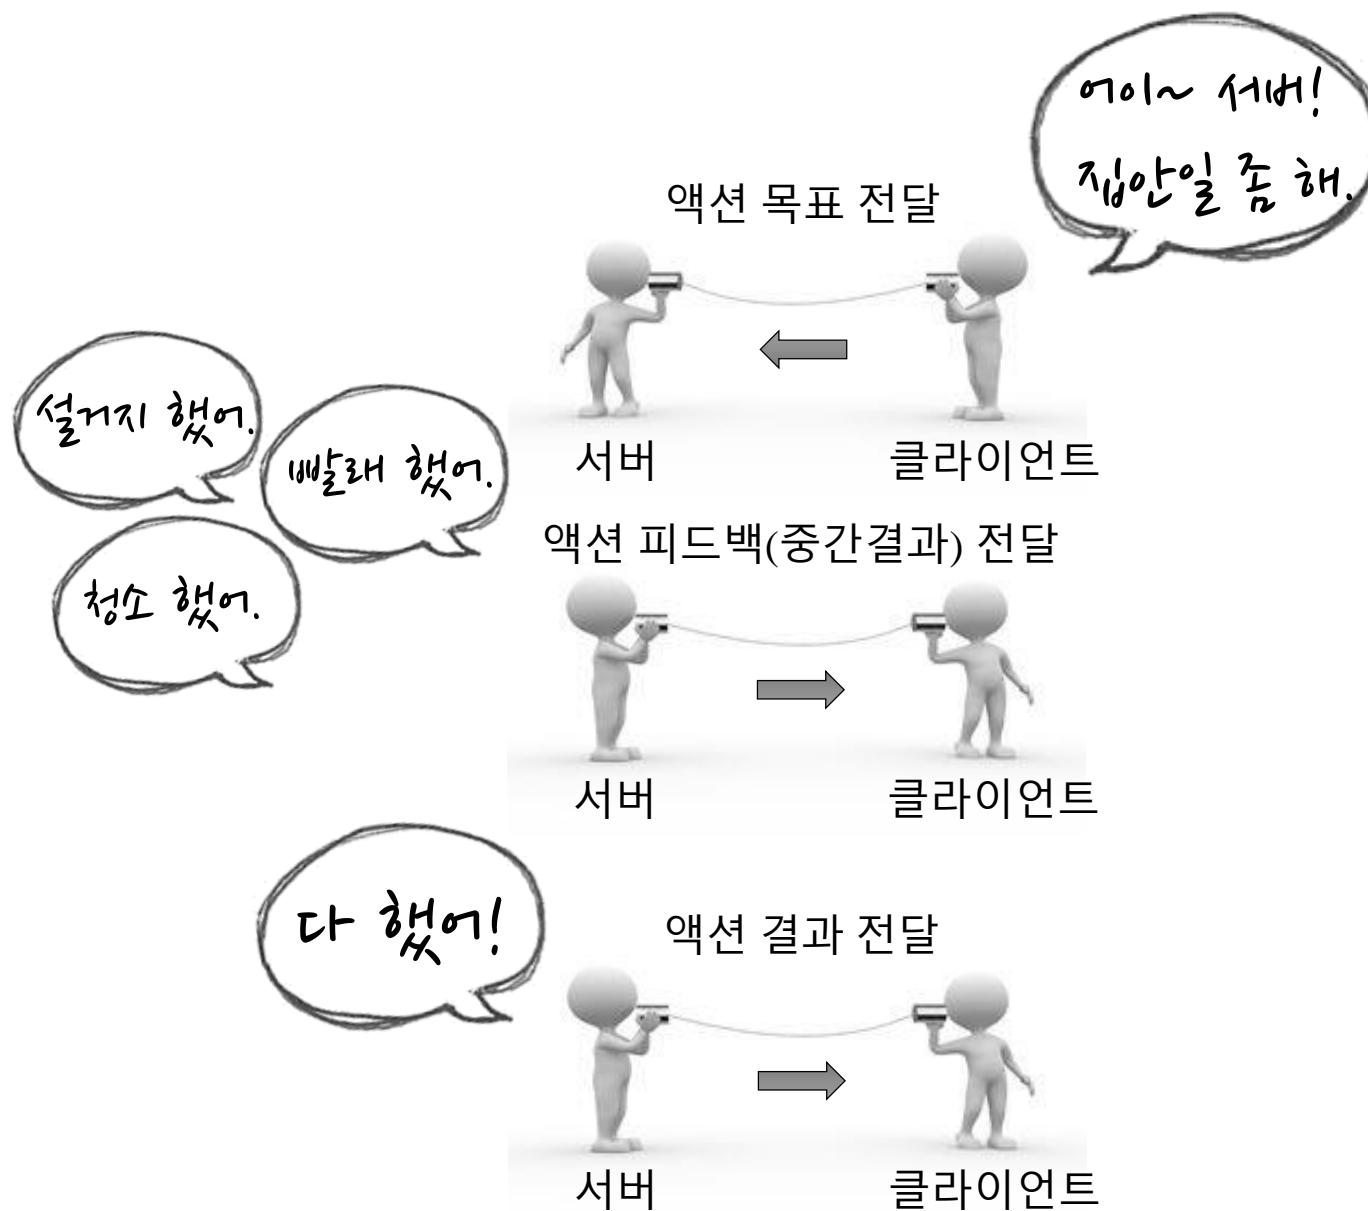 어이~ 서버!
집안일 좀 해.
액션 목표 전달
서버
클라이언트
설거지 했어.
빨래 했어.
청소 했어.
액션 피드백(중간결과) 전달
서버
클라이언트
다 했어!
액션 결과 전달
서버
클라이언트